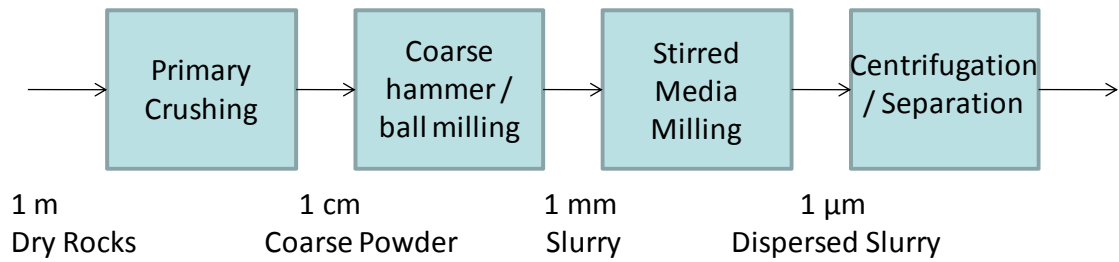 Primary
Crushing
Coarse
hammer /
ball milling
Stirred
Media
Milling
Centrifugation
/ Separation
1 m
Dry Rocks
1 cm
Coarse Powder
1 mm
Slurry
1 µm
Dispersed Slurry